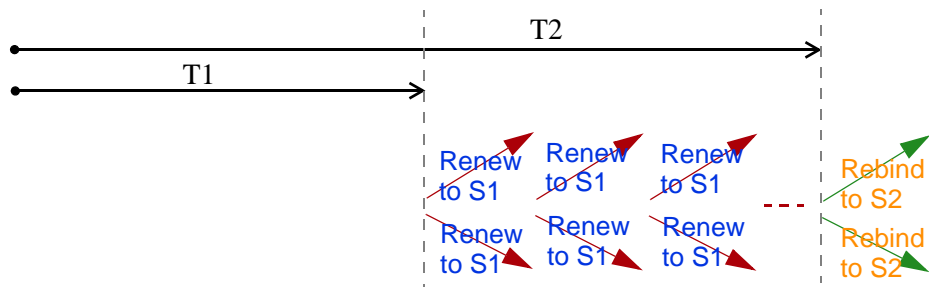 T2
T1
Renew
to S1
Renew
to S1
Renew
to S1
Rebind
to S2
Renew
to S1
Renew
to S1
Renew
to S1
Rebind
to S2